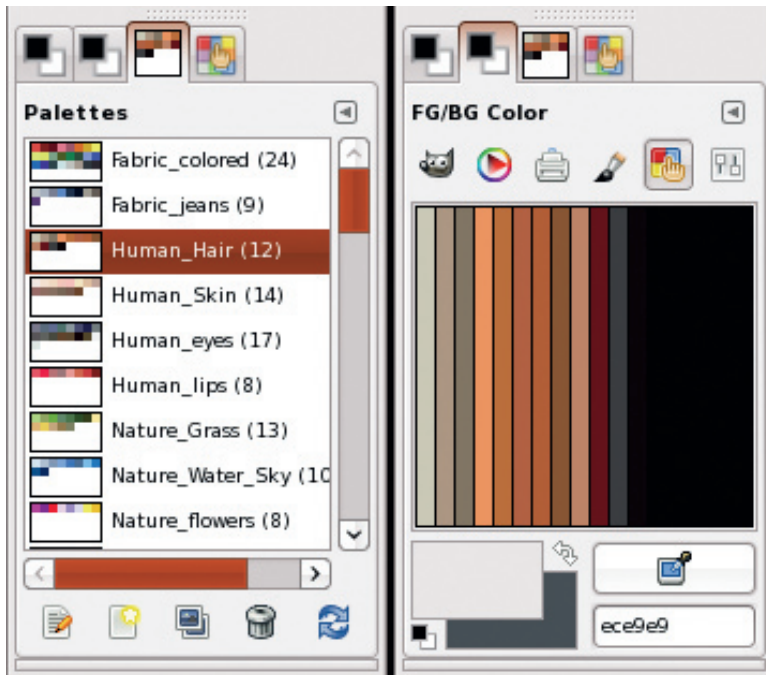 Palettes
Fabric_colored (24)
Fabric_jeans (9)
Human_Hair (12)
Human_Skin (14)
Human_eyes (17)
Human_lips (8)
Nature_Grass (13)
Nature_Water_Sky (10
Nature_flowers (8)
FG/BG Color
ece9e9